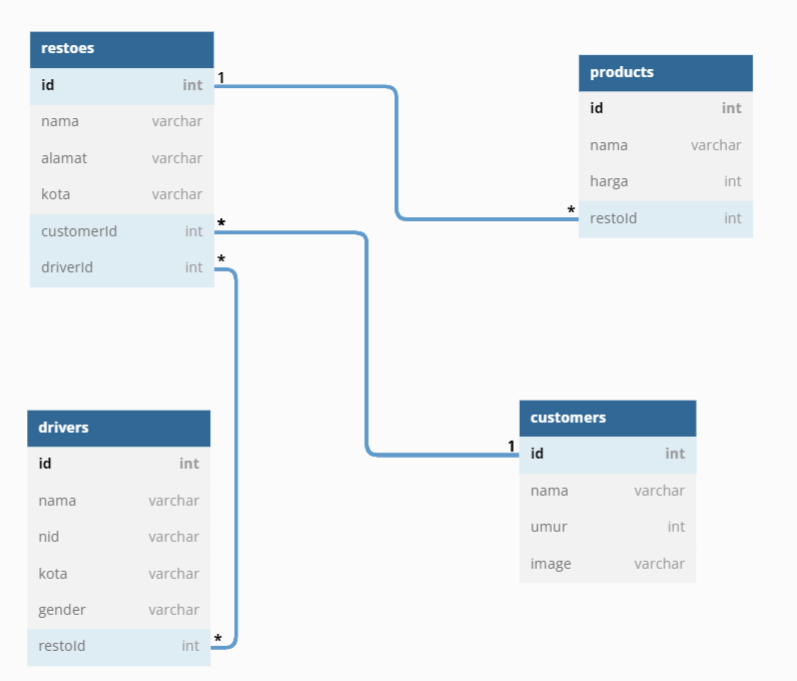 restoes
id int
nama varchar
alamat varchar
kota varchar
customerId int
driverId int
1
*
*
products
id int
nama varchar
harga int
restoId int
*
drivers
id int
nama varchar
nid varchar
kota varchar
gender varchar
restoId int
*
customers
id int
nama varchar
umur int
image varchar
1